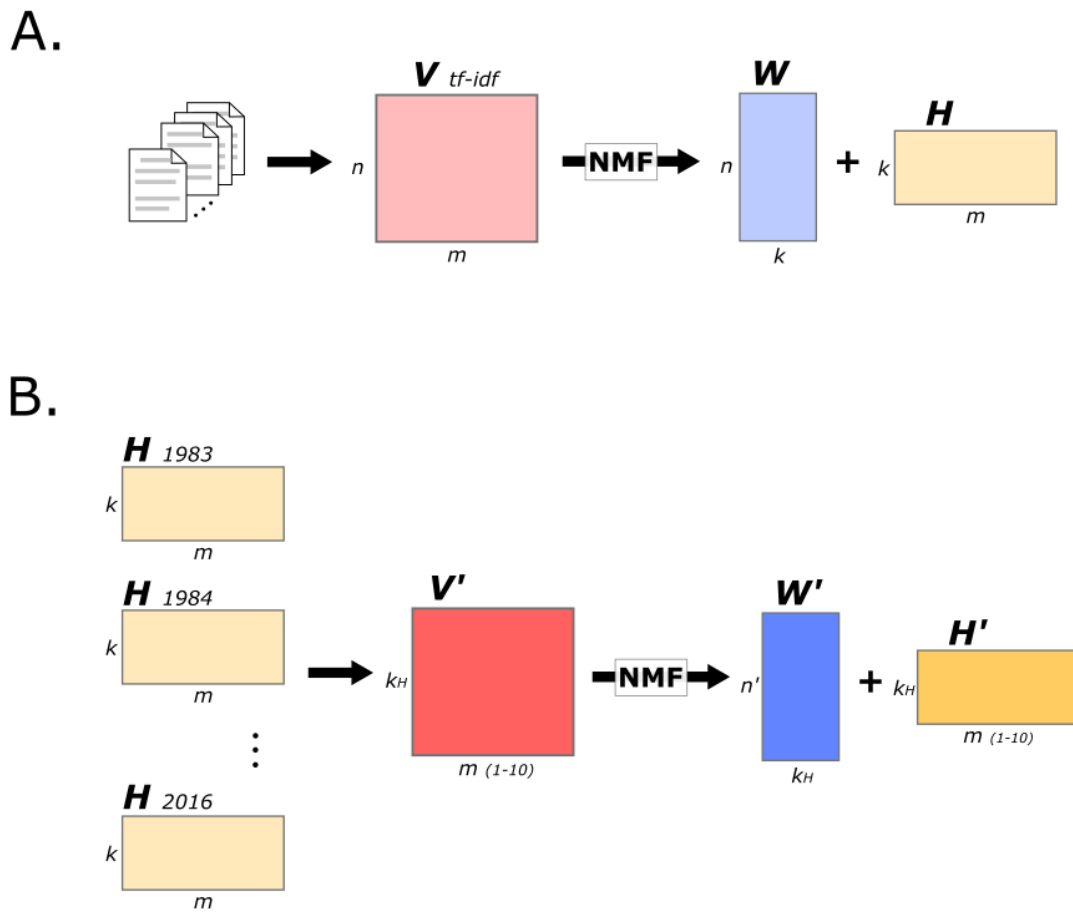 A.
V tf-idf
n
m
NMF
W
n
k
+
H
k
m
B.
H 1983
k
m
H 1984
k
m
H 2016
k
m
V'
kH
m (1-10)
NMF
W'
n'
kH
+
H'
kH
m (1-10)